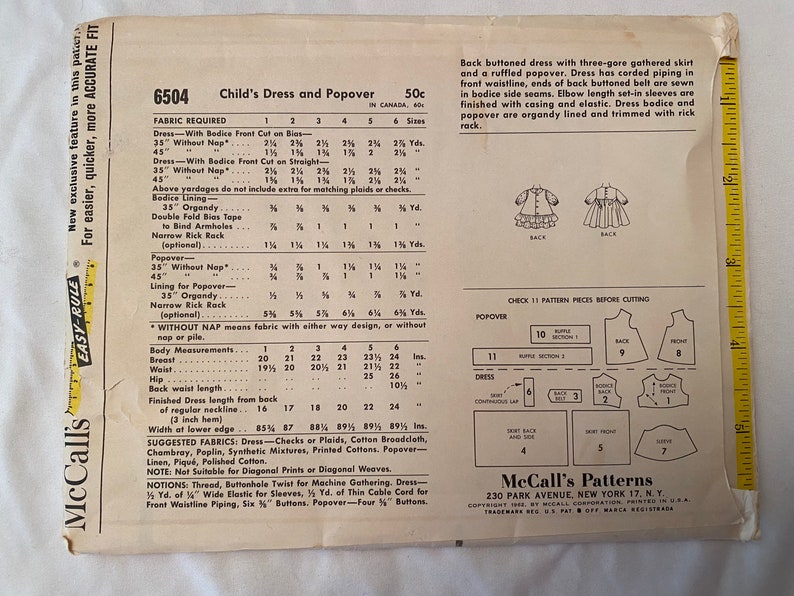 New exclusive feature in this pattern
For easier, quicker, more ACCURATE FIT
EASY-RULE ®
McCall's
6504 Child's Dress and Popover 50c
IN CANADA, 60c
FABRIC REQUIRED 1 2 3 4 5 6 Sizes
Dress—With Bodice Front Cut on Bias—
35" Without Nap* .... 2¼ 2⅜ 2½ 2⅝ 2¾ 2⅞ Yds.
45" " " .... 1½ 1⅝ 1¾ 1⅞ 2 2⅛ "
Dress—With Bodice Front Cut on Straight—
35" Without Nap* .... 2⅛ 2¼ 2⅜ 2½ 2⅝ 2¾ "
45" " " .... 1⅜ 1⅝ 1¾ 1⅞ 2⅛ 2¼ "
Above yardages do not include extra for matching plaids or checks.
Bodice Lining—
35" Organdy ..... ⅜ ⅜ ⅜ ⅜ ⅜ ⅜ Yd.
Double Fold Bias Tape
to Bind Armholes .. ⅞ ⅞ 1 1 1 1 "
Narrow Rick Rack
(optional) ......... 1¼ 1¼ 1¼ 1⅜ 1⅜ 1⅜ Yds.
Popover—
35" Without Nap* .... ¾ ⅞ 1 1⅛ 1¼ 1¼ "
45" " " .... ¾ ⅞ ⅞ 1 1 1⅛ "
Lining for Popover—
35" Organdy ...... ½ ½ ⅝ ¾ ⅞ ⅞ Yd.
Narrow Rick Rack
(optional) ......... 5⅜ 5⅝ 5⅞ 6⅛ 6¼ 6⅜ Yds.
* WITHOUT NAP means fabric with either way design, or without
nap or pile.
Body Measurements ... 1 2 3 4 5 6
Breast ............... 20 21 22 23 23½ 24 Ins.
Waist ............... 19½ 20 20½ 21 21½ 22 "
Hip ................. .. .. .. .. 25 26 "
Back waist length ..... .. .. .. .. .. 10½ "
Finished Dress length from back
of regular neckline .. 16 17 18 20 22 24 "
(3 inch hem)
Width at lower edge .. 85¾ 87 88¼ 89½ 89½ 89½ Ins.
SUGGESTED FABRICS: Dress—Checks or Plaids, Cotton Broadcloth,
Chambray, Poplin, Synthetic Mixtures, Printed Cottons. Popover—
Linen, Piqué, Polished Cotton.
NOTE: Not Suitable for Diagonal Prints or Diagonal Weaves.
NOTIONS: Thread, Buttonhole Twist for Machine Gathering. Dress—
½ Yd. of ¼" Wide Elastic for Sleeves, ½ Yd. of Thin Cable Cord for
Front Waistline Piping, Six ⅜" Buttons. Popover—Four ⅝" Buttons.
Back buttoned dress with three-gore gathered skirt
and a ruffled popover. Dress has corded piping in
front waistline, ends of back buttoned belt are sewn
in bodice side seams. Elbow length set-in sleeves are
finished with casing and elastic. Dress bodice and
popover are organdy lined and trimmed with rick
rack.
BACK BACK
CHECK 11 PATTERN PIECES BEFORE CUTTING
POPOVER
10 RUFFLE SECTION 1
11 RUFFLE SECTION 2
BACK 9
FRONT 8
DRESS
SKIRT CONTINUOUS LAP 6
BACK BELT 3
BODICE BACK 2
BODICE FRONT 1
SKIRT BACK AND SIDE 4
SKIRT FRONT 5
SLEEVE 7
McCall's Patterns
230 PARK AVENUE, NEW YORK 17, N. Y.
COPYRIGHT 1962, BY McCALL CORPORATION, PRINTED IN U.S.A.
TRADEMARK REG. U.S. PAT. OFF. MARCA REGISTRADA
1
2
3
4